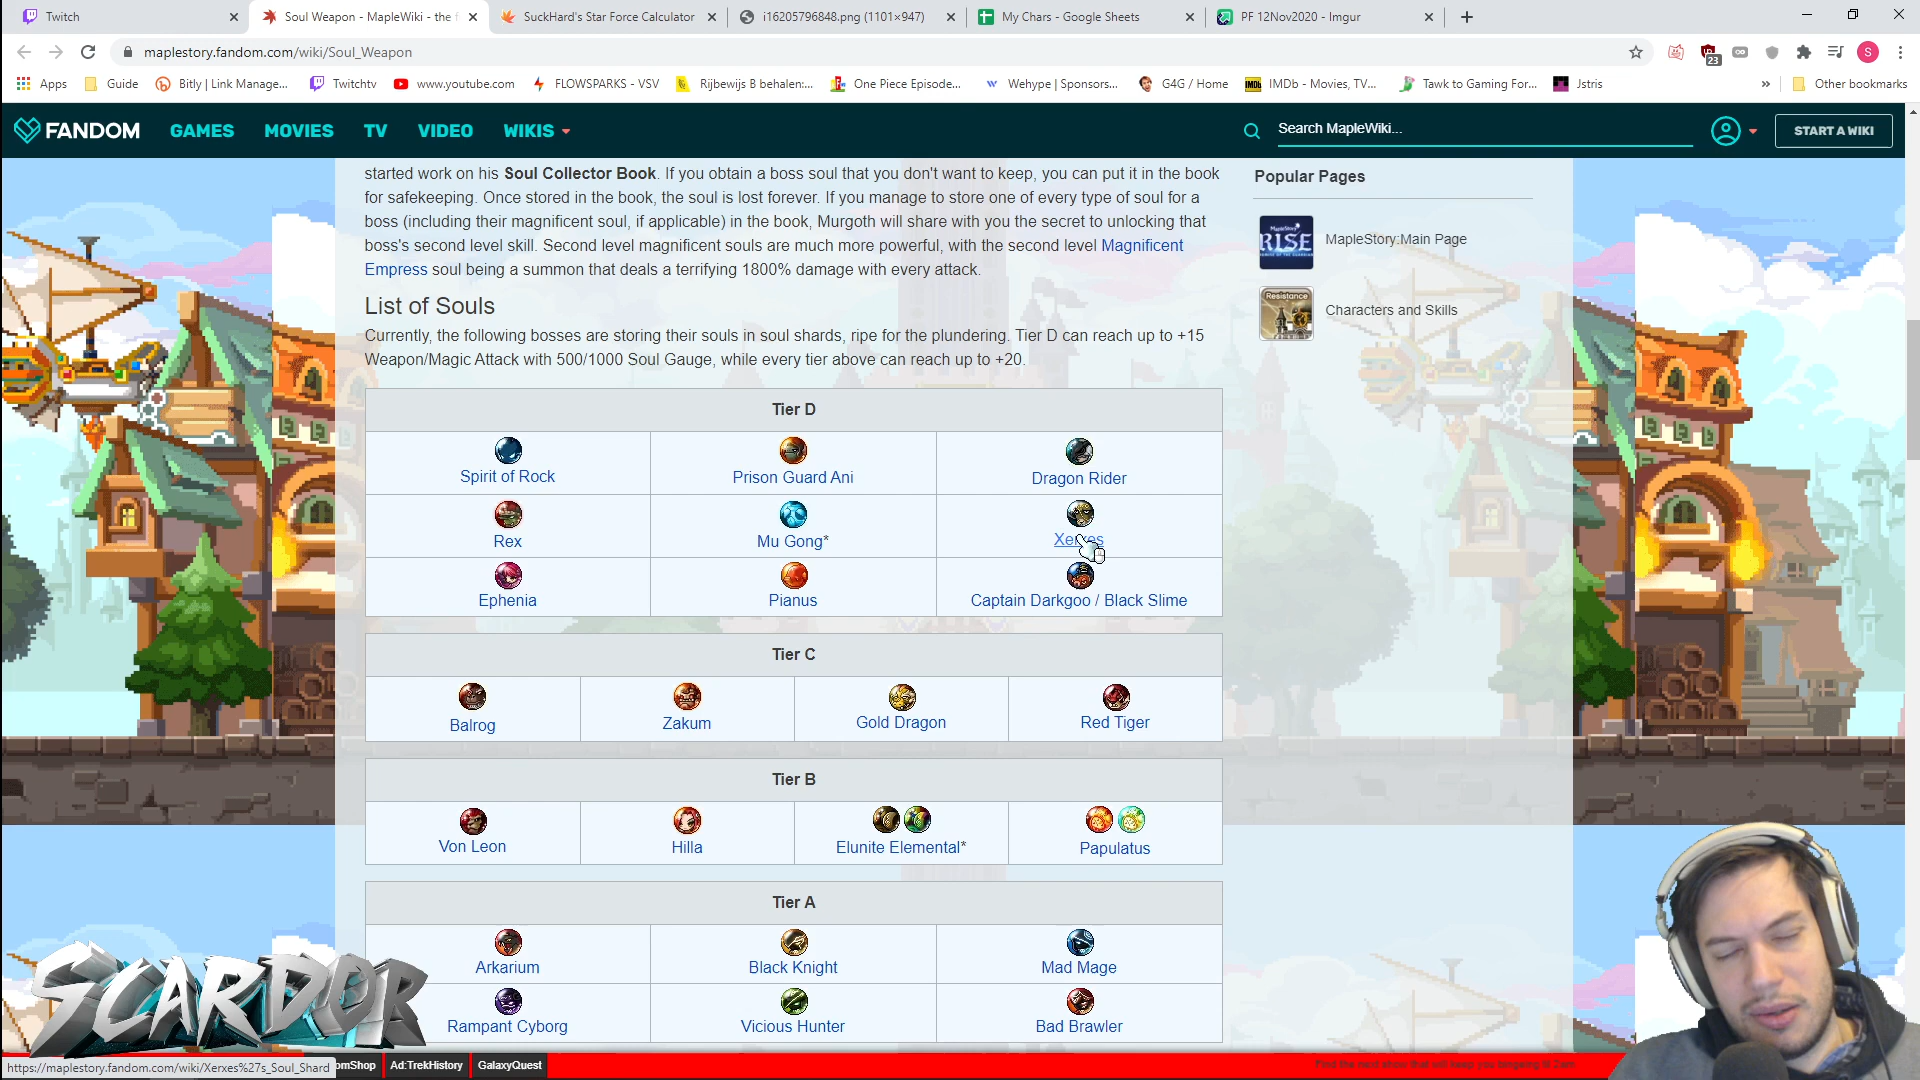 Twitch
Soul Weapon - MapleWiki - the f
SuckHard's Star Force Calculator
i16205796848.png (1101×947)
My Chars - Google Sheets
PF 12Nov2020 - Imgur
maplestory.fandom.com/wiki/Soul_Weapon
23
S
Apps
Guide
Bitly | Link Manage...
Twitchtv
www.youtube.com
FLOWSPARKS - VSV
Rijbewijs B behalen:...
One Piece Episode...
Wehype | Sponsors...
G4G / Home
IMDb - Movies, TV...
Tawk to Gaming For...
Jstris
»
Other bookmarks
FANDOM
GAMES
MOVIES
TV
VIDEO
WIKIS
Search MapleWiki...
START A WIKI
started work on his Soul Collector Book. If you obtain a boss soul that you don't want to keep, you can put it in the book
for safekeeping. Once stored in the book, the soul is lost forever. If you manage to store one of every type of soul for a
boss (including their magnificent soul, if applicable) in the book, Murgoth will share with you the secret to unlocking that
boss's second level skill. Second level magnificent souls are much more powerful, with the second level Magnificent
Empress soul being a summon that deals a terrifying 1800% damage with every attack.
Popular Pages
MapleStory
RISE
MapleStory:Main Page
Resistance
Characters and Skills
List of Souls
Currently, the following bosses are storing their souls in soul shards, ripe for the plundering. Tier D can reach up to +15
Weapon/Magic Attack with 500/1000 Soul Gauge, while every tier above can reach up to +20.
Tier D
Spirit of Rock
Prison Guard Ani
Dragon Rider
Rex
Mu Gong*
Xerxes
Ephenia
Pianus
Captain Darkgoo / Black Slime
Tier C
Balrog
Zakum
Gold Dragon
Red Tiger
Tier B
Von Leon
Hilla
Elunite Elemental*
Papulatus
Tier A
Arkarium
Black Knight
Mad Mage
Rampant Cyborg
Vicious Hunter
Bad Brawler
SCARDOR
https://maplestory.fandom.com/wiki/Xerxes%27s_Soul_Shard
omShop
Ad:TrekHistory
GalaxyQuest